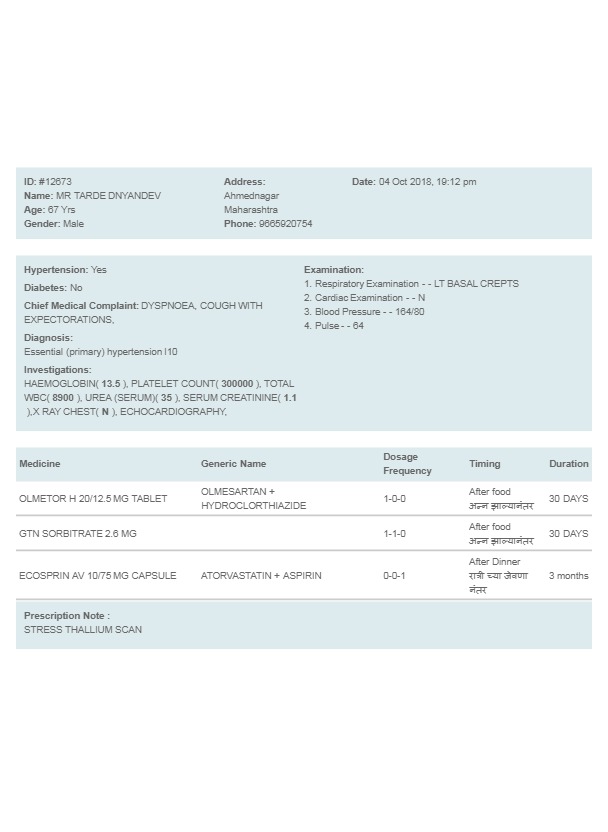 ID: #12673
Name: MR TARDE DNYANDEV
Age: 67 Yrs
Gender: Male
Address:
Ahmednagar
Maharashtra
Phone: 9665920754
Date: 04 Oct 2018, 19:12 pm
Hypertension: Yes
Diabetes: No
Chief Medical Complaint: DYSPNOEA, COUGH WITH
EXPECTORATIONS,
Diagnosis:
Essential (primary) hypertension I10
Investigations:
HAEMOGLOBIN( 13.5 ), PLATELET COUNT( 300000 ), TOTAL
WBC( 8900 ), UREA (SERUM)( 35 ), SERUM CREATININE( 1.1
),X RAY CHEST( N ), ECHOCARDIOGRAPHY,
Examination:
1. Respiratory Examination - - LT BASAL CREPTS
2. Cardiac Examination - - N
3. Blood Pressure - - 164/80
4. Pulse - - 64
Medicine Generic Name Dosage Frequency Timing Duration
OLMETOR H 20/12.5 MG TABLET OLMESARTAN + HYDROCLORTHIAZIDE 1-0-0 After food अन्न झाल्यानंतर 30 DAYS
GTN SORBITRATE 2.6 MG 1-1-0 After food अन्न झाल्यानंतर 30 DAYS
ECOSPRIN AV 10/75 MG CAPSULE ATORVASTATIN + ASPIRIN 0-0-1 After Dinner रात्री च्या जेवणा नंतर 3 months
Prescription Note :
STRESS THALLIUM SCAN